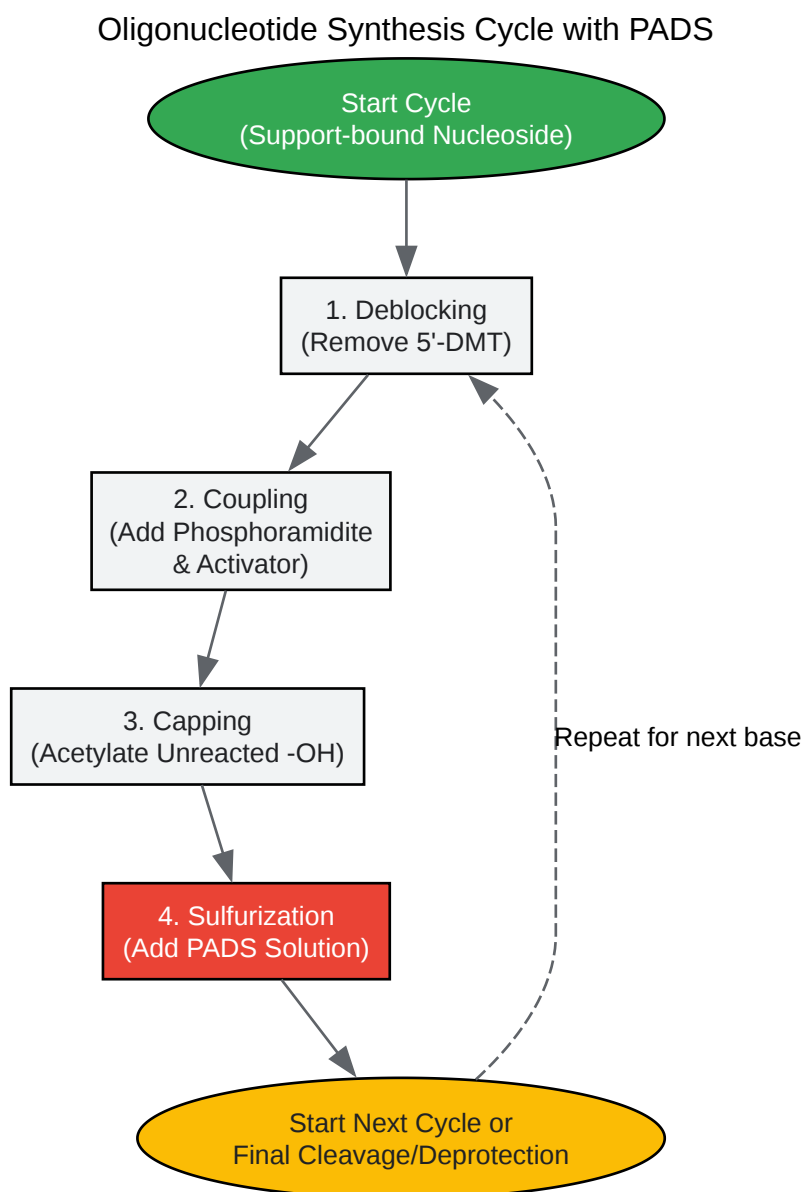 Oligonucleotide Synthesis Cycle with PADS
Start Cycle
(Support-bound Nucleoside)
1. Deblocking
(Remove 5'-DMT)
2. Coupling
(Add Phosphoramidite
& Activator)
3. Capping
(Acetylate Unreacted -OH)
Repeat for next base
4. Sulfurization
(Add PADS Solution)
Start Next Cycle or
Final Cleavage/Deprotection